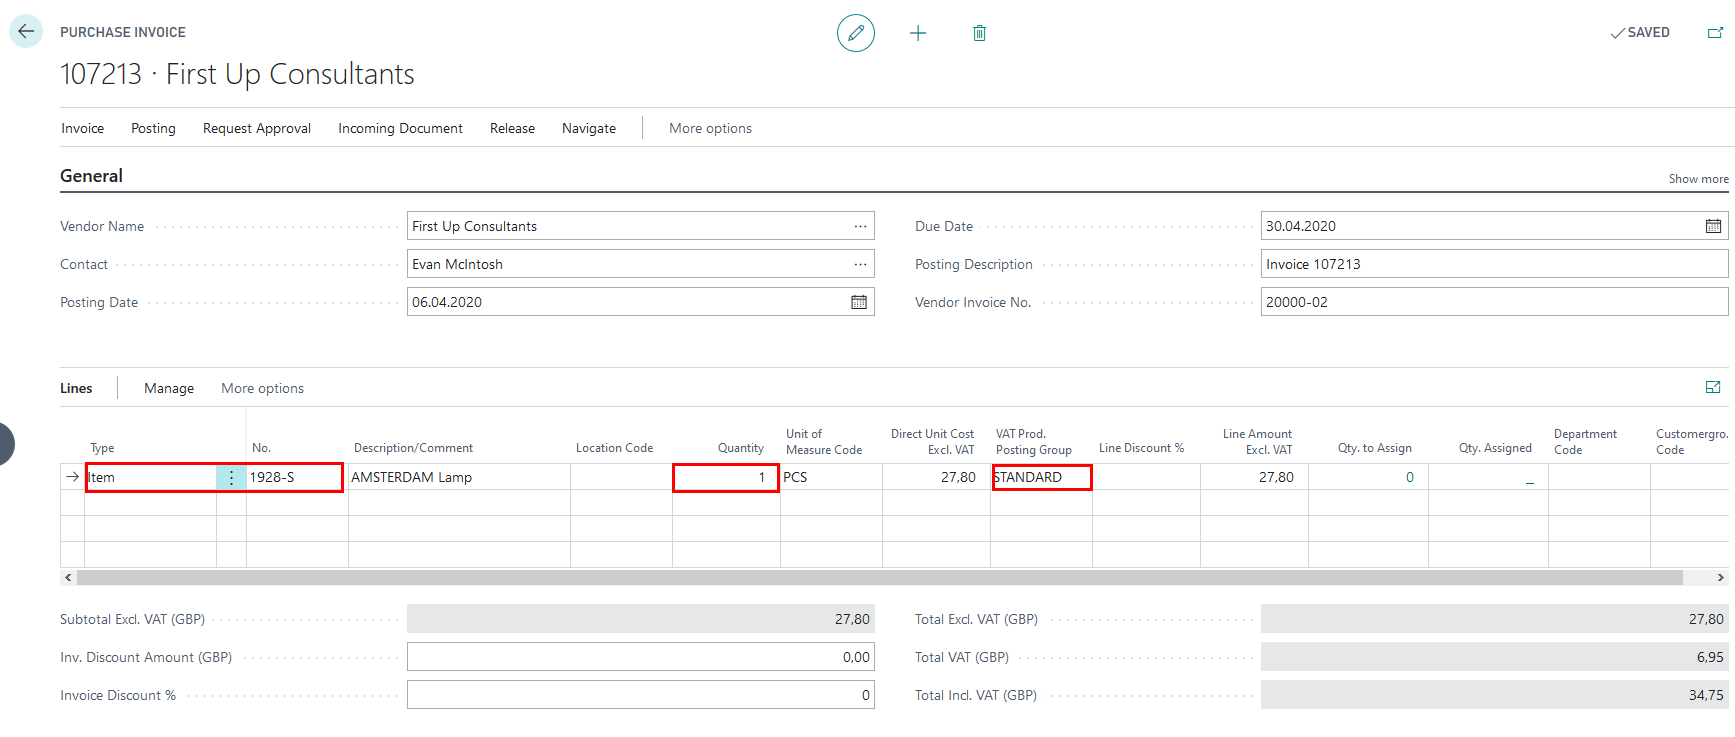 PURCHASE INVOICE
SAVED
107213 · First Up Consultants
Invoice Posting Request Approval Incoming Document Release Navigate More options
General
Show more
Vendor Name First Up Consultants
Due Date 30.04.2020
Contact Evan McIntosh
Posting Description Invoice 107213
Posting Date 06.04.2020
Vendor Invoice No. 20000-02
Lines Manage More options
Type No. Description/Comment Location Code Quantity Unit of Measure Code Direct Unit Cost Excl. VAT VAT Prod. Posting Group Line Discount % Line Amount Excl. VAT Qty. to Assign Qty. Assigned Department Code Customergro. Code
Item 1928-S AMSTERDAM Lamp 1 PCS 27,80 STANDARD 27,80 0 _
Subtotal Excl. VAT (GBP) 27,80
Total Excl. VAT (GBP) 27,80
Inv. Discount Amount (GBP) 0,00
Total VAT (GBP) 6,95
Invoice Discount % 0
Total Incl. VAT (GBP) 34,75